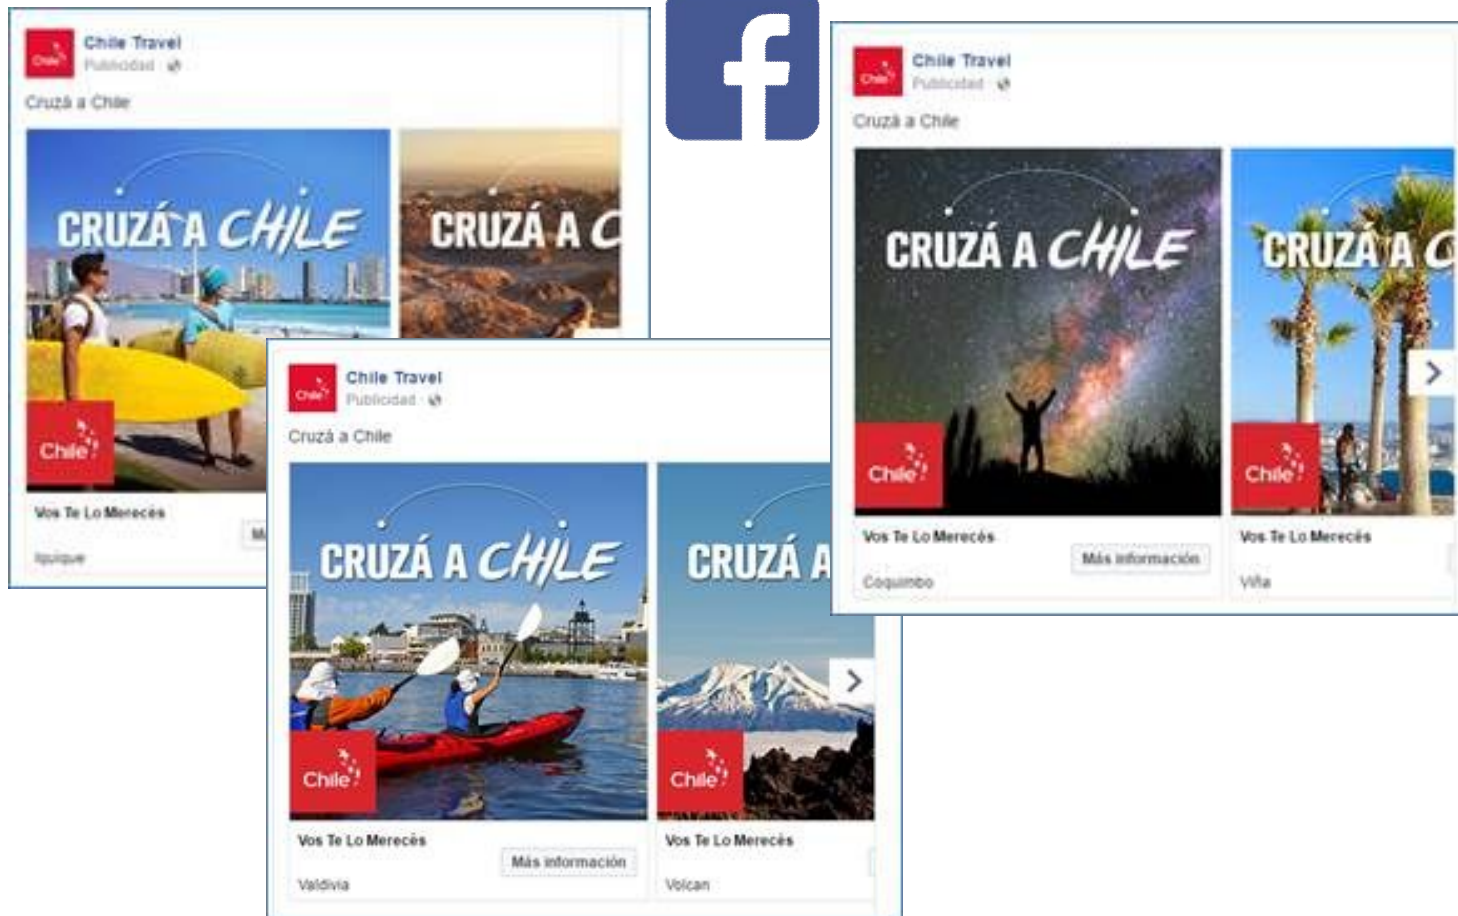 Chile Travel
Publicidad
Cruzá a Chile
CRUZÁ A CHILE
CRUZÁ A C
Chile
Chile
Vos Te Lo Merecés
Iquique
f
Chile Travel
Publicidad
Cruzá a Chile
CRUZÁ A CHILE
CRUZÁ A C
Chile
Chile
Chile
Vos Te Lo Merecés
Más información
Coquimbo
Vos Te Lo Merecés
Viña
Chile Travel
Publicidad
Cruzá a Chile
CRUZÁ A CHILE
CRUZÁ A
Chile
Chile
Chile
Vos Te Lo Merecés
Más información
Valdivia
Vos Te Lo Merecés
Volcan